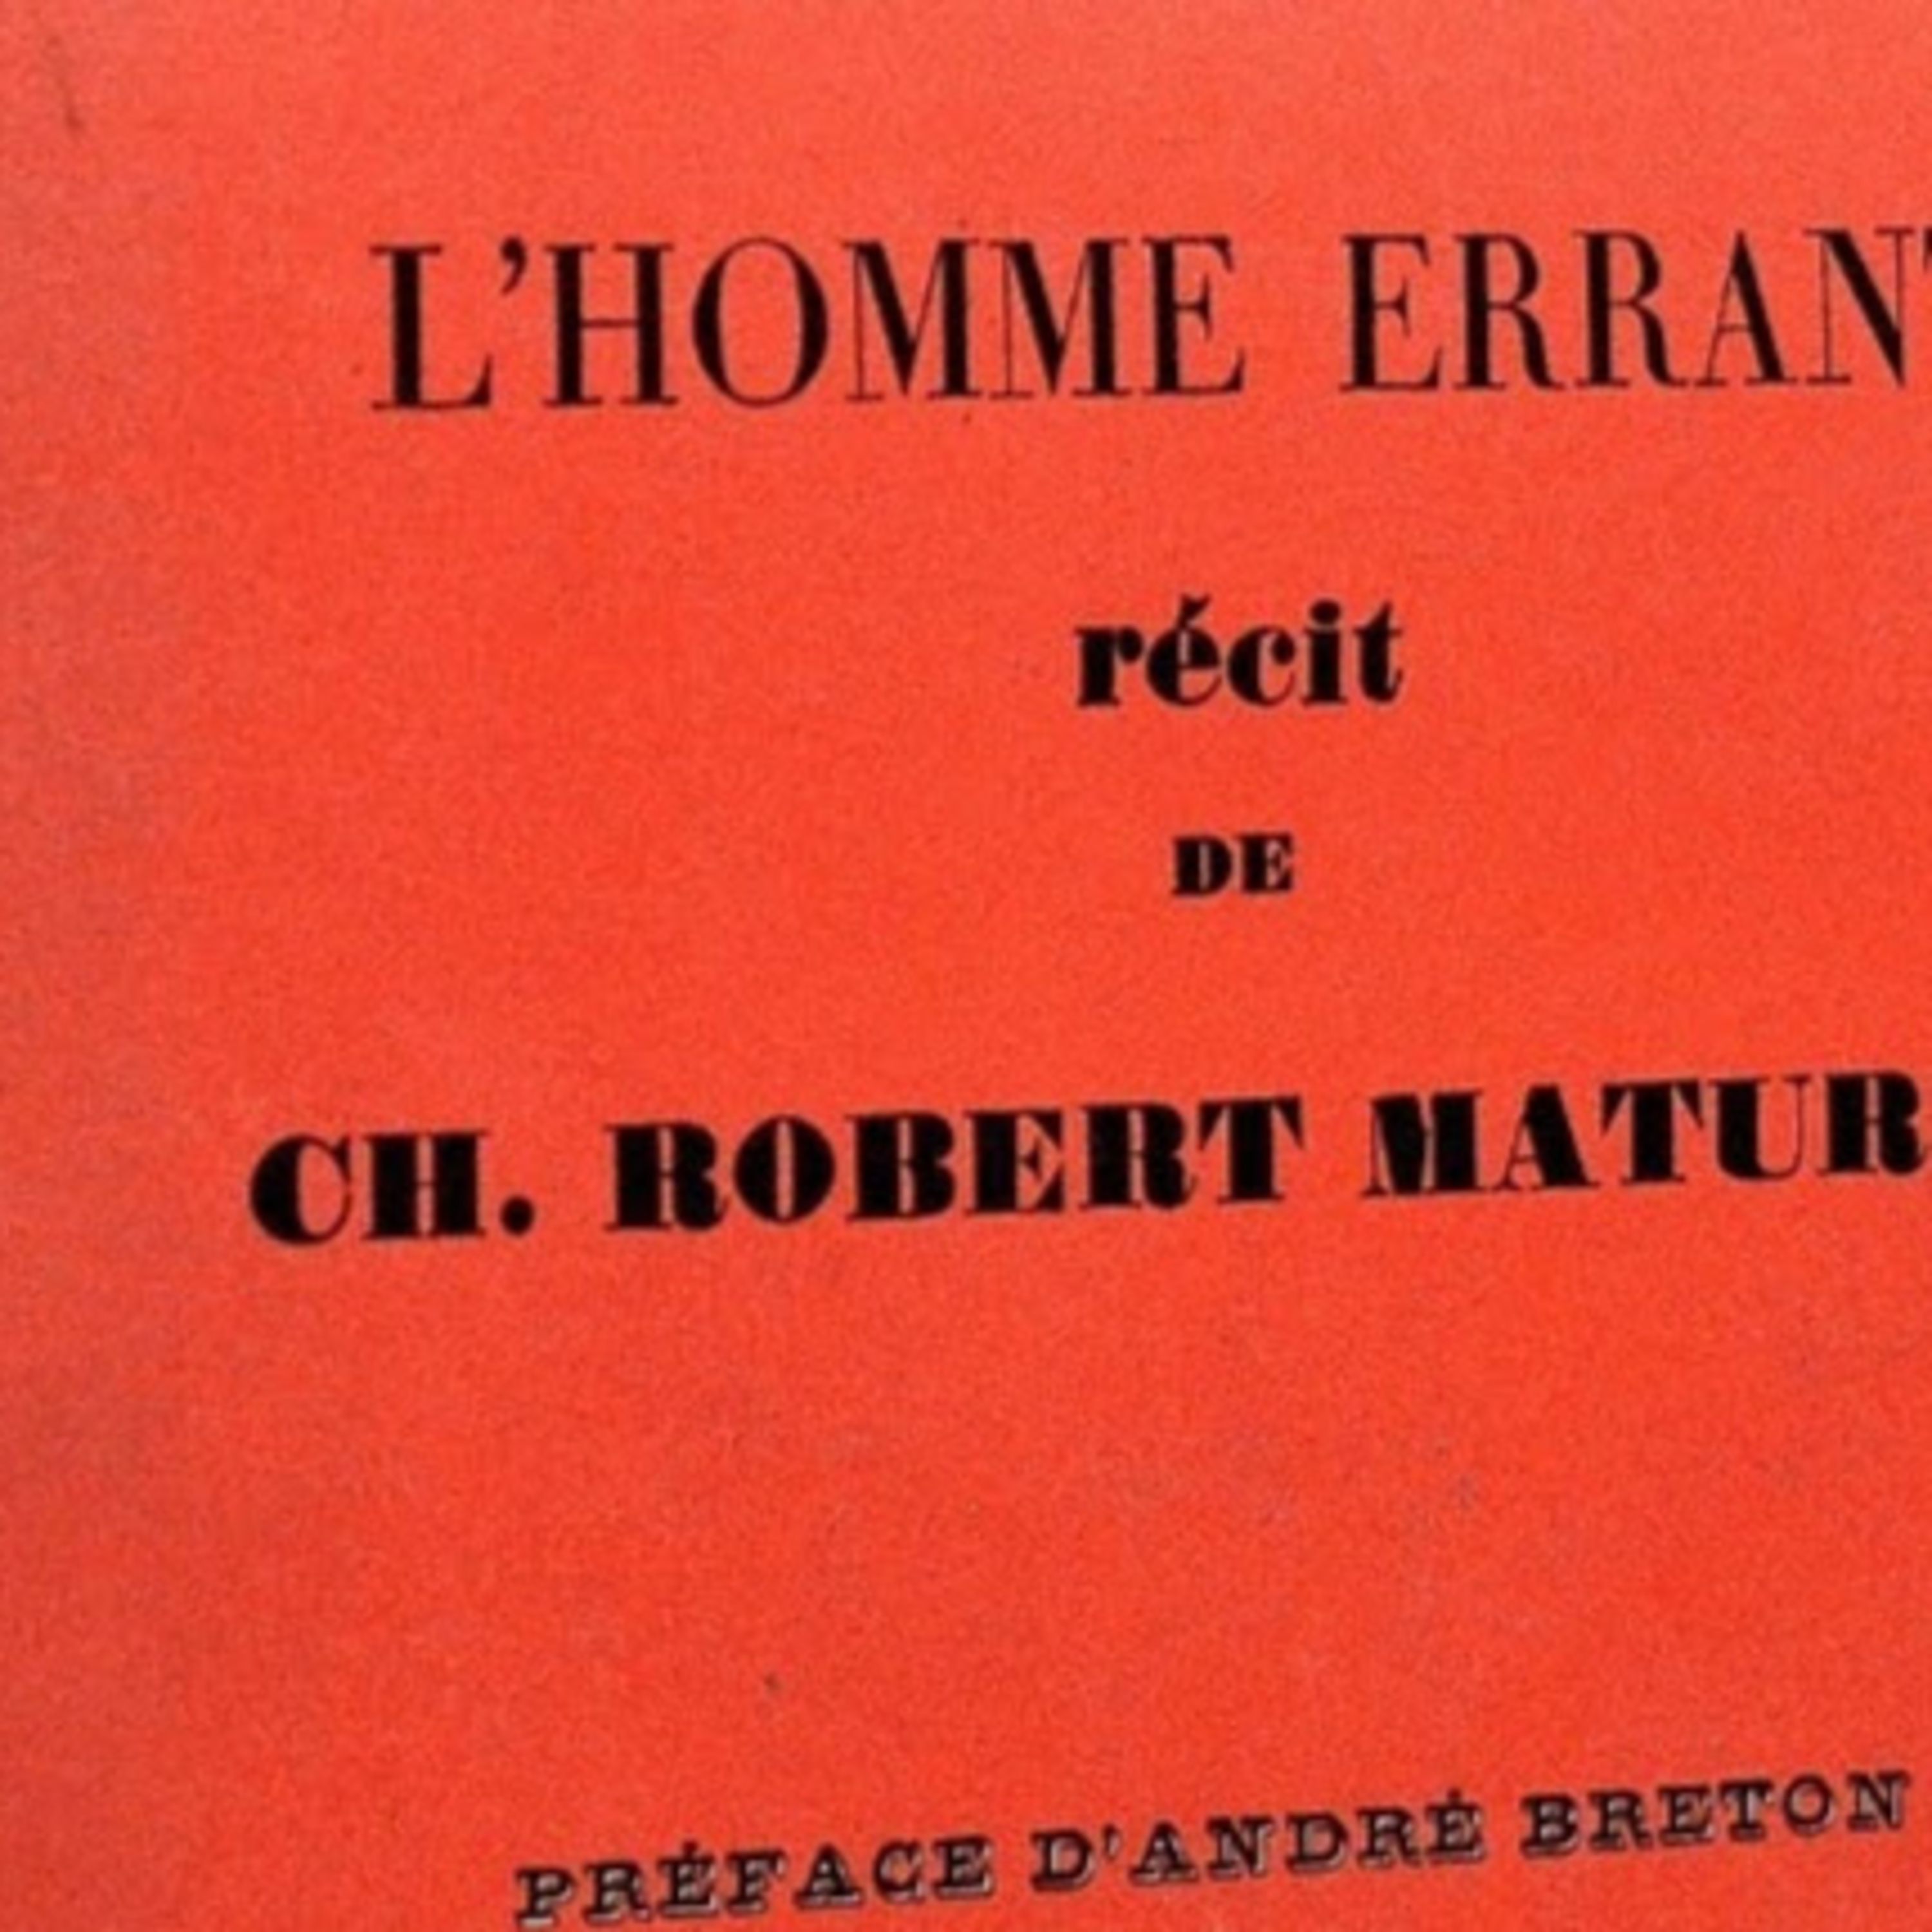 L'HOMME ERRANT
récit
DE
CH. ROBERT MATUR
PRÉFACE D'ANDRÉ BRETON